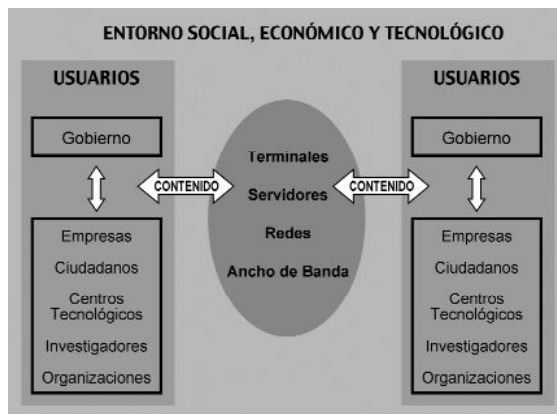 ENTORNO SOCIAL, ECONÓMICO Y TECNOLÓGICO
USUARIOS
Gobierno
Empresas
Ciudadanos
Centros
Tecnológicos
Investigadores
Organizaciones
CONTENIDO
Terminales
Servidores
Redes
Ancho de Banda
CONTENIDO
USUARIOS
Gobierno
Empresas
Ciudadanos
Centros
Tecnológicos
Investigadores
Organizaciones